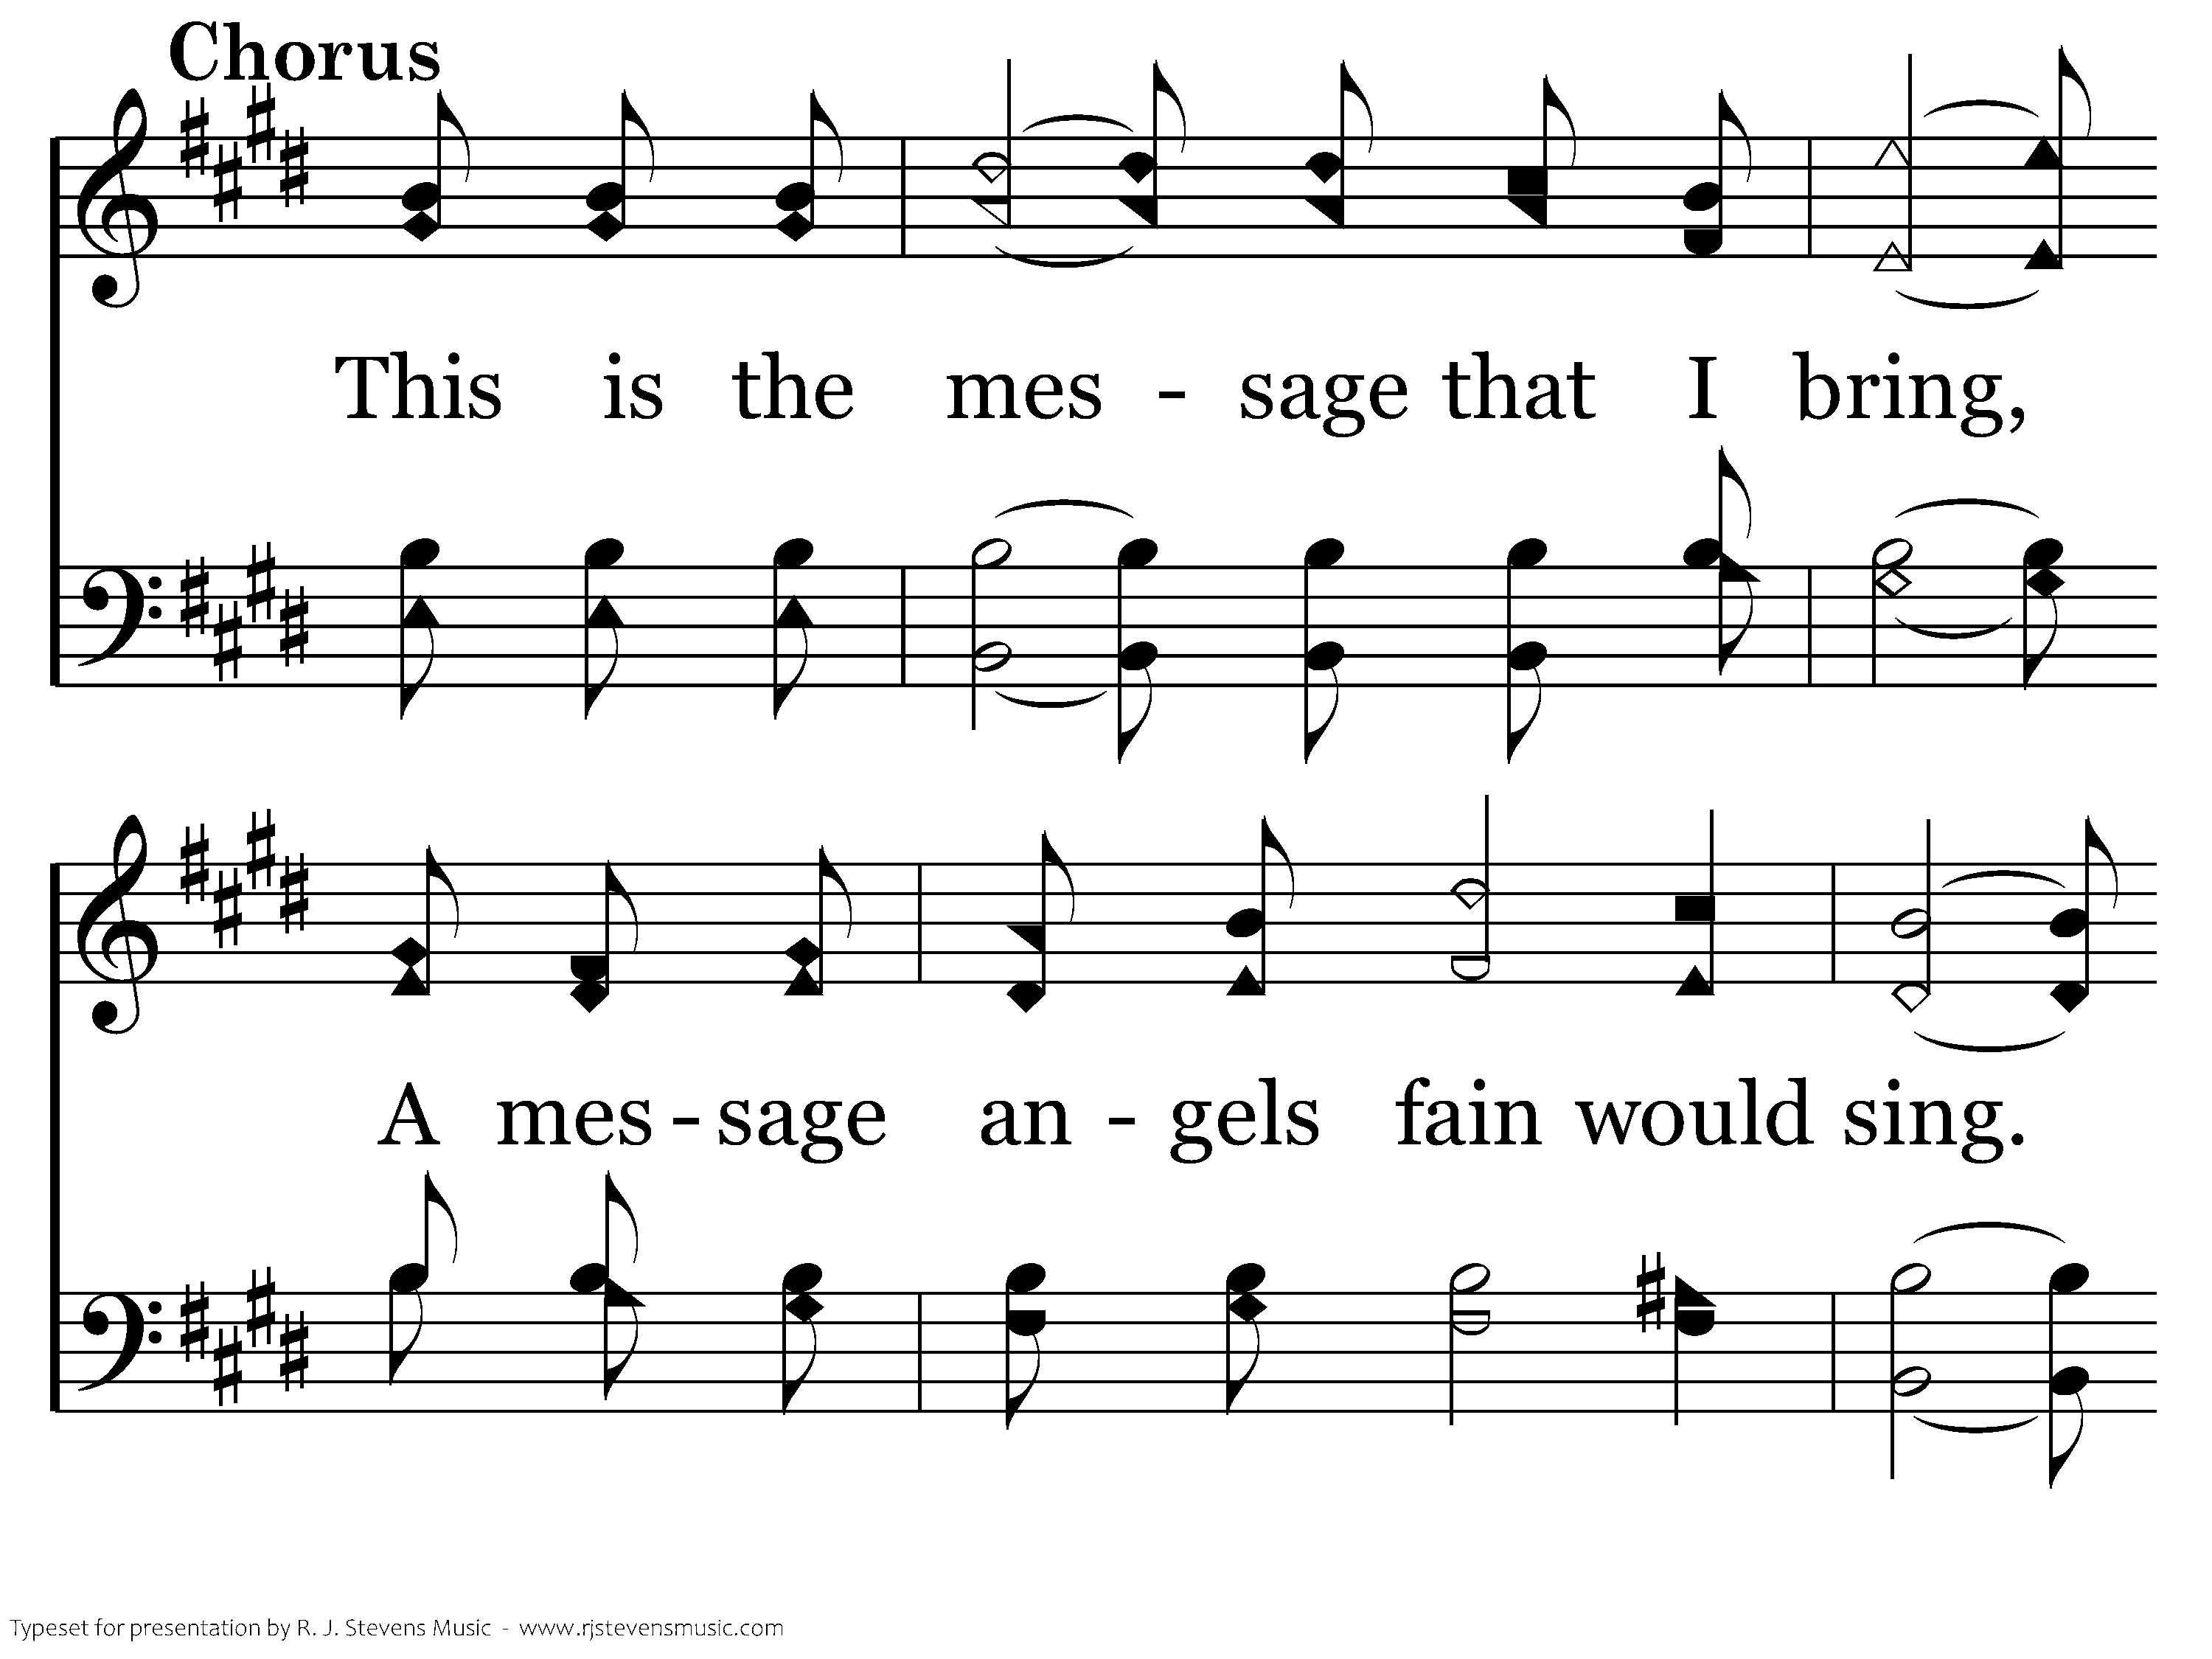 Chorus
This is the mes - sage that I bring,
A mes - sage an - gels fain would sing.
Typeset for presentation by R. J. Stevens Music - www.rjstevensmusic.com